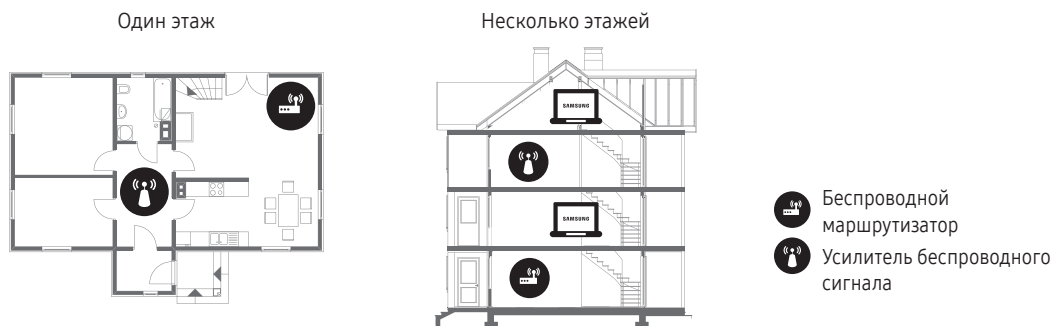 Один этаж
Несколько этажей
SAMSUNG
SAMSUNG
Беспроводной
маршрутизатор
Усилитель беспроводного
сигнала